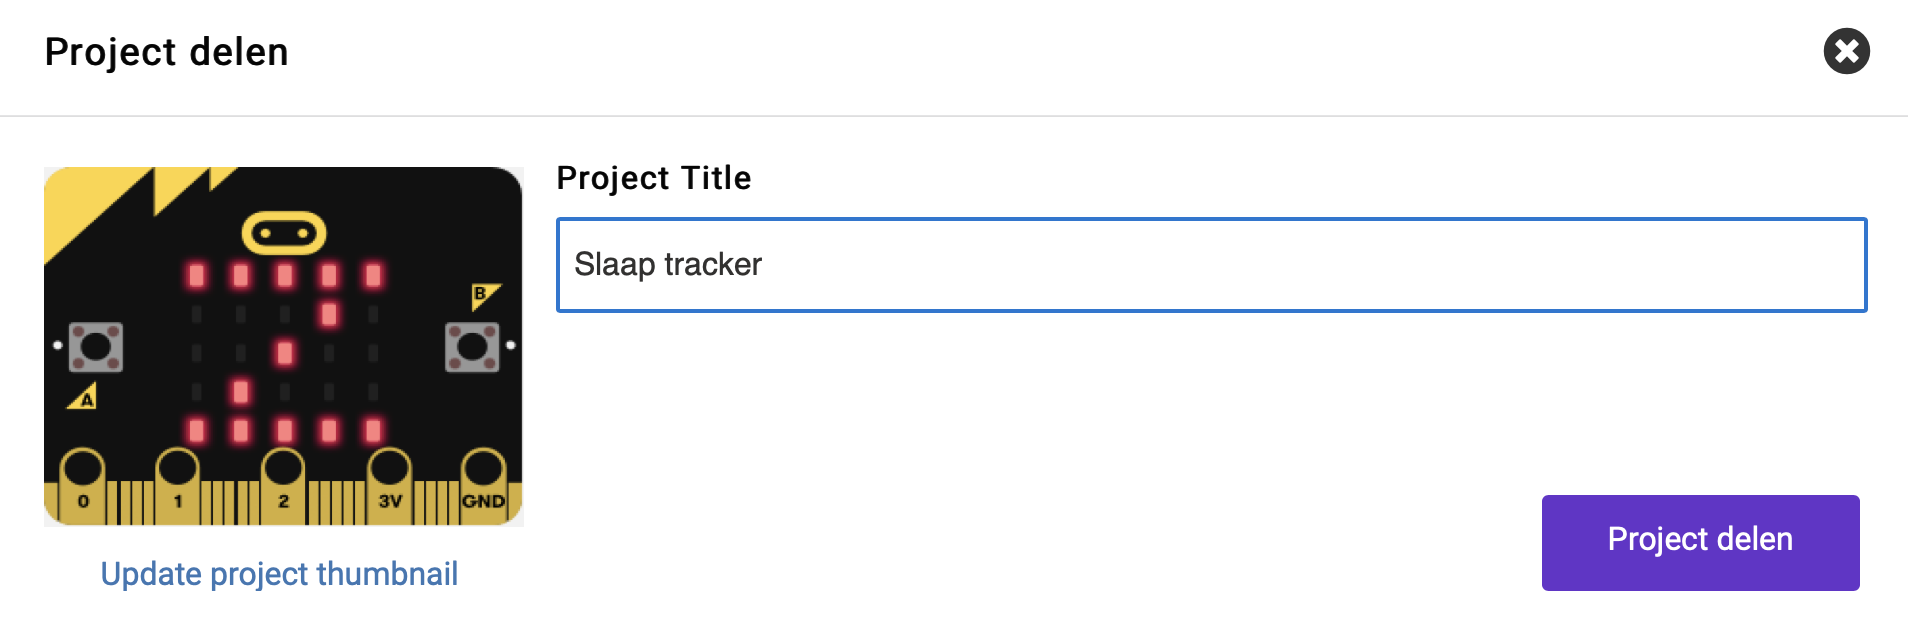 Project delen
Project Title
Slaap tracker
B
A
0 1 2 3V GND
Update project thumbnail
Project delen